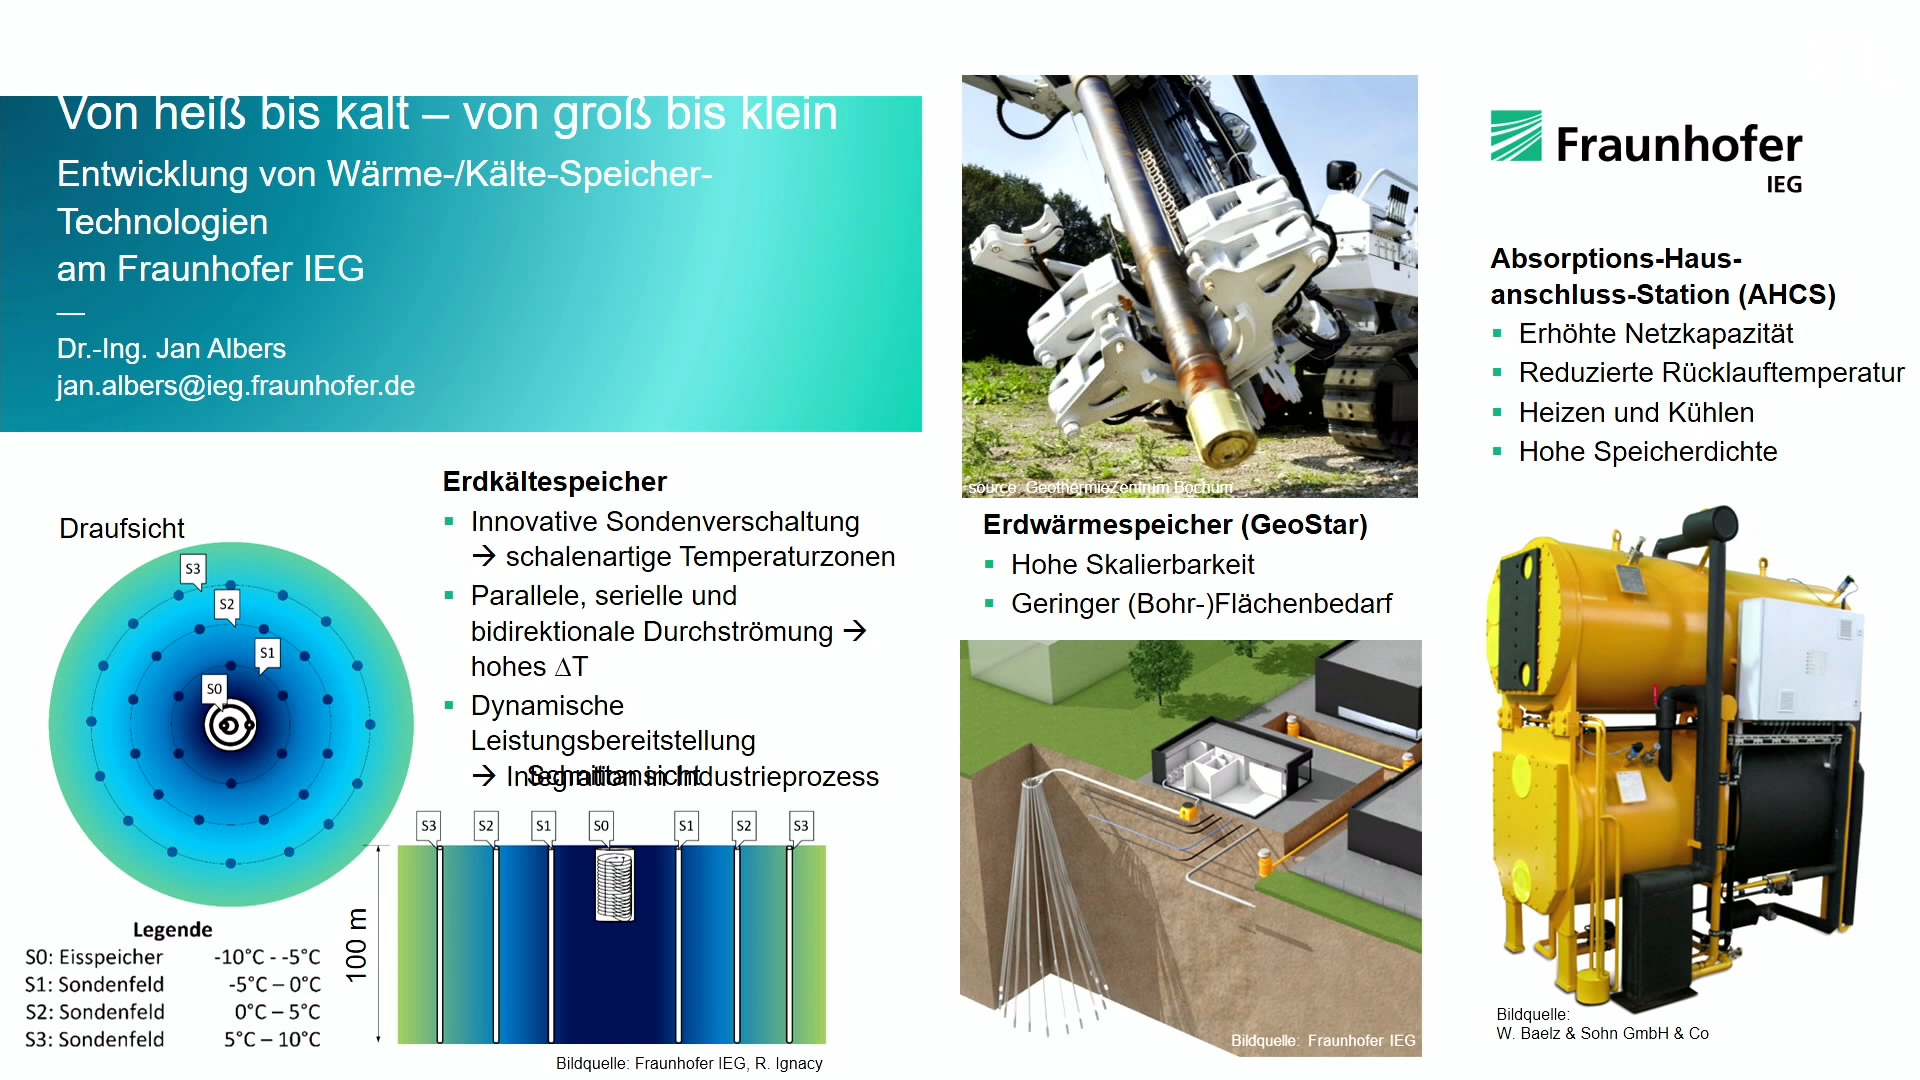 Von heiß bis kalt – von groß bis klein
Entwicklung von Wärme-/Kälte-Speicher-
Technologien
am Fraunhofer IEG
—
Dr.-Ing. Jan Albers
jan.albers@ieg.fraunhofer.de
Draufsicht
S3
S2
S1
S0
Legende
S0: Eisspeicher -10°C - -5°C
S1: Sondenfeld -5°C – 0°C
S2: Sondenfeld 0°C – 5°C
S3: Sondenfeld 5°C – 10°C
Erdkältespeicher
▪ Innovative Sondenverschaltung
→ schalenartige Temperaturzonen
▪ Parallele, serielle und
bidirektionale Durchströmung →
hohes ΔT
▪ Dynamische
Leistungsbereitstellung
→ Integration in Industrieprozess
Schnittansicht
S3 S2 S1 S0 S1 S2 S3
100 m
Bildquelle: Fraunhofer IEG, R. Ignacy
source: GeothermieZentrum Bochum
Erdwärmespeicher (GeoStar)
▪ Hohe Skalierbarkeit
▪ Geringer (Bohr-)Flächenbedarf
Bildquelle: Fraunhofer IEG
Fraunhofer
IEG
Absorptions-Haus-
anschluss-Station (AHCS)
▪ Erhöhte Netzkapazität
▪ Reduzierte Rücklauftemperatur
▪ Heizen und Kühlen
▪ Hohe Speicherdichte
Bildquelle:
W. Baelz & Sohn GmbH & Co